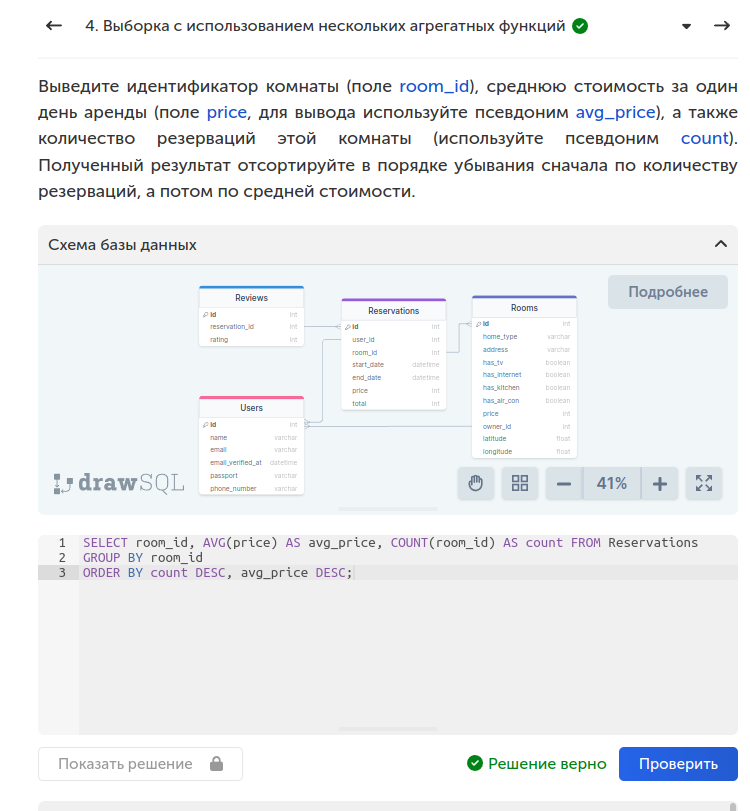 4. Выборка с использованием нескольких агрегатных функций
Выведите идентификатор комнаты (поле room_id), среднюю стоимость за один
день аренды (поле price, для вывода используйте псевдоним avg_price), а также
количество резерваций этой комнаты (используйте псевдоним count).
Полученный результат отсортируйте в порядке убывания сначала по количеству
резерваций, а потом по средней стоимости.
Схема базы данных
Подробнее
Reviews
id int
reservation_id int
rating int
Reservations
id int
user_id int
room_id int
start_date datetime
end_date datetime
price int
total int
Rooms
id int
home_type varchar
address varchar
has_tv boolean
has_internet boolean
has_kitchen boolean
has_air_con boolean
price int
owner_id int
latitude float
longitude float
Users
id int
name varchar
email varchar
email_verified_at datetime
passport varchar
phone_number varchar
drawSQL
41%
1 SELECT room_id, AVG(price) AS avg_price, COUNT(room_id) AS count FROM Reservations
2 GROUP BY room_id
3 ORDER BY count DESC, avg_price DESC;
Показать решение
Решение верно
Проверить